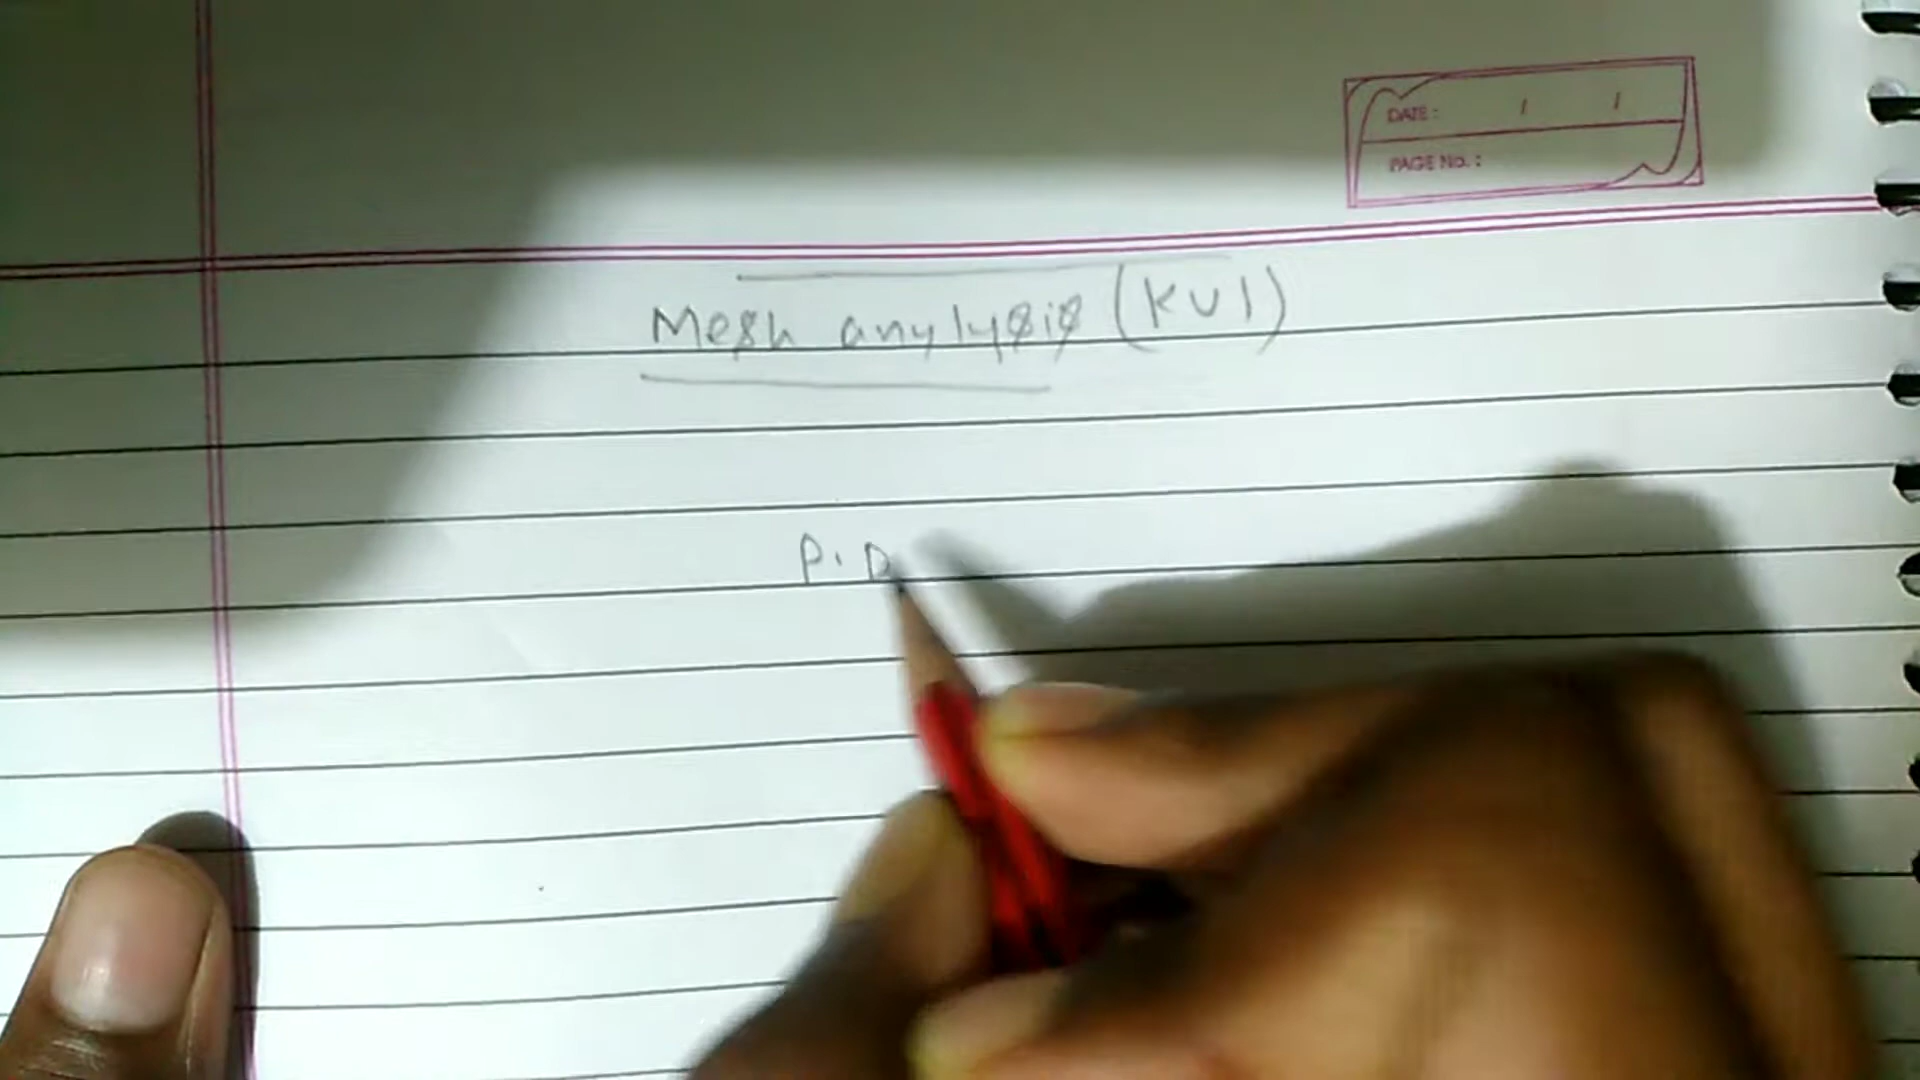 DATE : / /
PAGE No. :
Mesh anylysis (KVl)
P.D